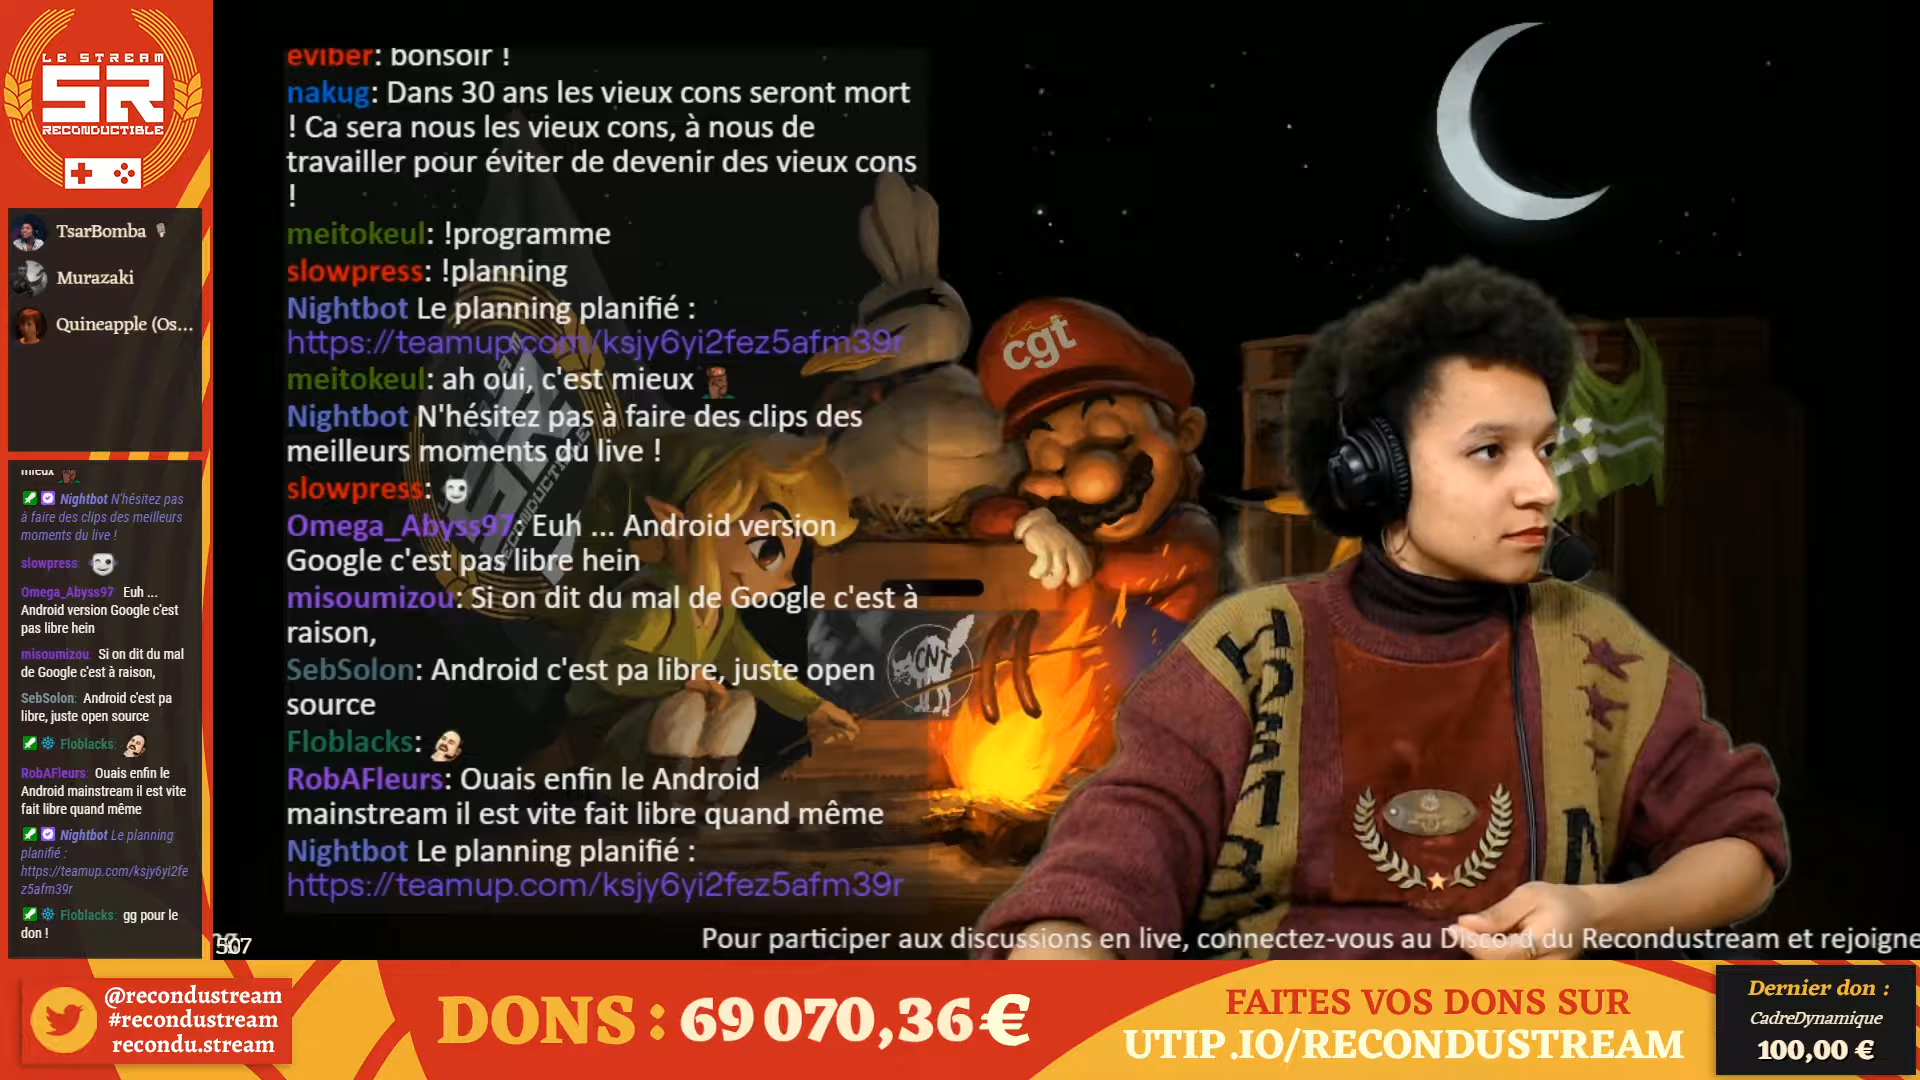 LE STREAM
SR
RECONDUCTIBLE
TsarBomba
Murazaki
Quineapple (Os...
mieux
Nightbot N'hésitez pas
à faire des clips des meilleurs
moments du live !
slowpress:
Omega_Abyss97 Euh ...
Android version Google c'est
pas libre hein
misoumizou: Si on dit du mal
de Google c'est à raison,
SebSolon: Android c'est pa
libre, juste open source
Floblacks:
RobAFleurs: Ouais enfin le
Android mainstream il est vite
fait libre quand même
Nightbot Le planning
planifié :
https://teamup.com/ksjy6yi2fe
z5afm39r
Floblacks: gg pour le
don !
eviber: bonsoir !
nakug: Dans 30 ans les vieux cons seront mort
! Ca sera nous les vieux cons, à nous de
travailler pour éviter de devenir des vieux cons
!
meitokeul: !programme
slowpress: !planning
Nightbot Le planning planifié :
https://teamup.com/ksjy6yi2fez5afm39r
meitokeul: ah oui, c'est mieux
Nightbot N'hésitez pas à faire des clips des
meilleurs moments du live !
slowpress:
Omega_Abyss97: Euh ... Android version
Google c'est pas libre hein
misoumizou: Si on dit du mal de Google c'est à
raison,
SebSolon: Android c'est pa libre, juste open
source
Floblacks:
RobAFleurs: Ouais enfin le Android
mainstream il est vite fait libre quand même
Nightbot Le planning planifié :
https://teamup.com/ksjy6yi2fez5afm39r
la
cgt
CNT
SR
Pour participer aux discussions en live, connectez-vous au Discord du Recondustream et rejoigne
@recondustream
#recondustream
recondu.stream
DONS : 69 070,36 €
FAITES VOS DONS SUR
UTIP.IO/RECONDUSTREAM
Dernier don :
CadreDynamique
100,00 €